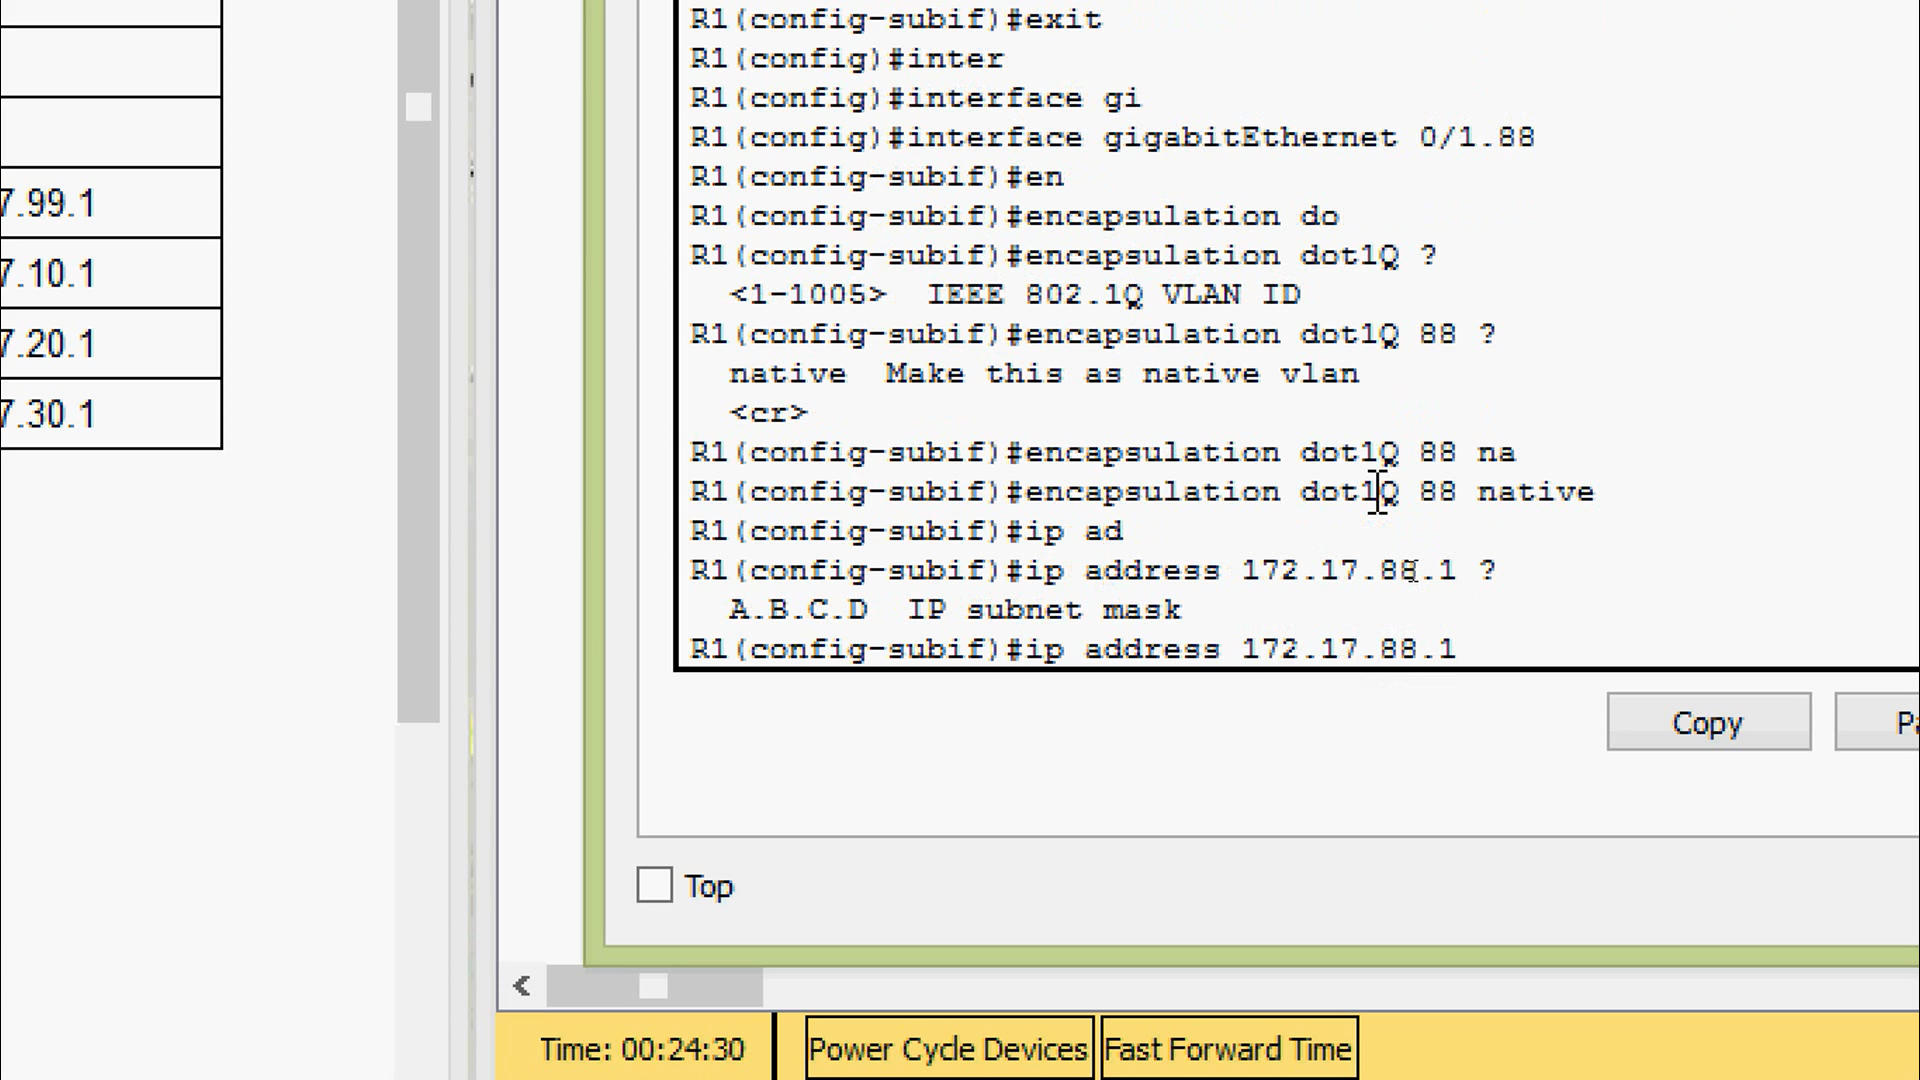 7.99.1
7.10.1
7.20.1
7.30.1
R1(config-subif)#exit
R1(config)#inter
R1(config)#interface gi
R1(config)#interface gigabitEthernet 0/1.88
R1(config-subif)#en
R1(config-subif)#encapsulation do
R1(config-subif)#encapsulation dot1Q ?
<1-1005>  IEEE 802.1Q VLAN ID
R1(config-subif)#encapsulation dot1Q 88 ?
native  Make this as native vlan
<cr>
R1(config-subif)#encapsulation dot1Q 88 na
R1(config-subif)#encapsulation dot1Q 88 native
R1(config-subif)#ip ad
R1(config-subif)#ip address 172.17.88.1 ?
A.B.C.D  IP subnet mask
R1(config-subif)#ip address 172.17.88.1
Copy
Pa
Top
Time: 00:24:30
Power Cycle Devices
Fast Forward Time